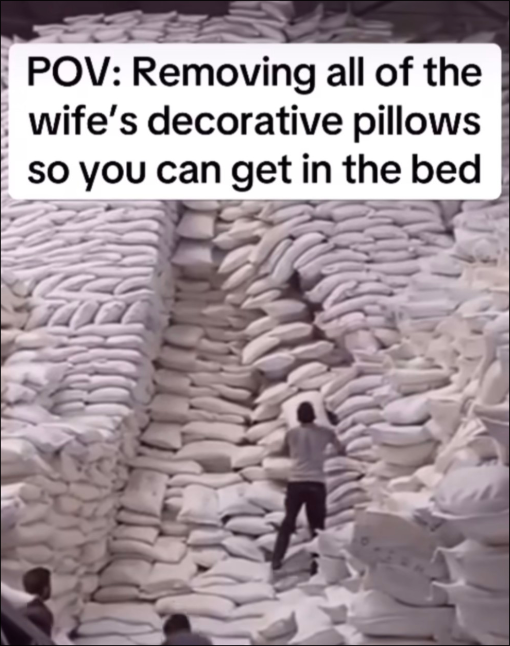 POV: Removing all of the
wife's decorative pillows
so you can get in the bed